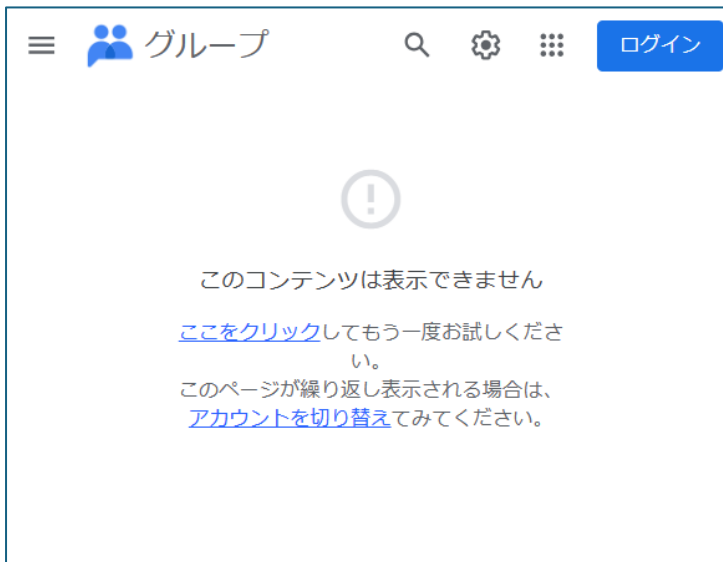 グループ
ログイン
このコンテンツは表示できません
ここをクリックしてもう一度お試しくださ
い。
このページが繰り返し表示される場合は、
アカウントを切り替えてみてください。